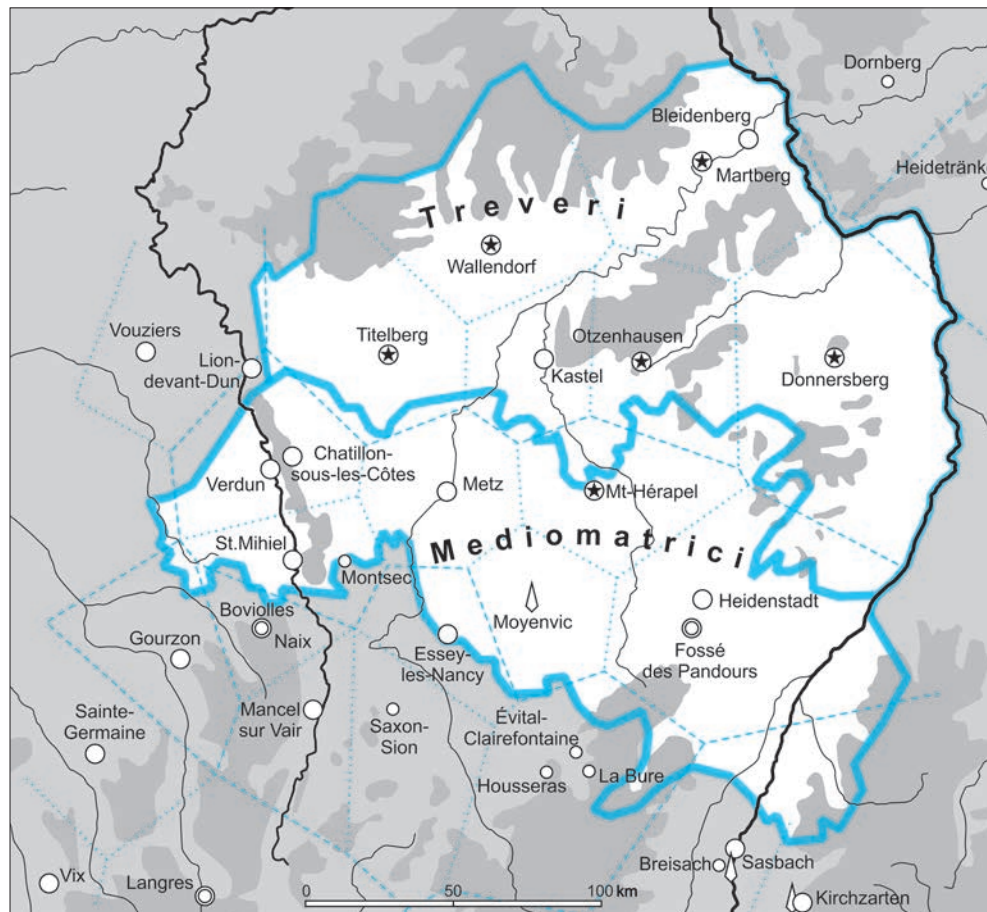 Dornberg
Bleidenberg
Martberg
Heidetränke
Treveri
Wallendorf
Vouziers
Titelberg
Otzenhausen
Lion-
devant-Dun
Kastel
Donnersberg
Chatillon-
sous-les-Côtes
Verdun
Metz
Mt-Hérapel
St.Mihiel
Mediomatrici
Montsec
Heidenstadt
Boviolles
Naix
Moyenvic
Gourzon
Essey-
les-Nancy
Fossé
des Pandours
Mancel
sur Vair
Saxon-
Sion
Évital-
Clairefontaine
Sainte-
Germaine
Housseras
La Bure
Breisach
Sasbach
Vix
Langres
0 50 100 km
Kirchzarten